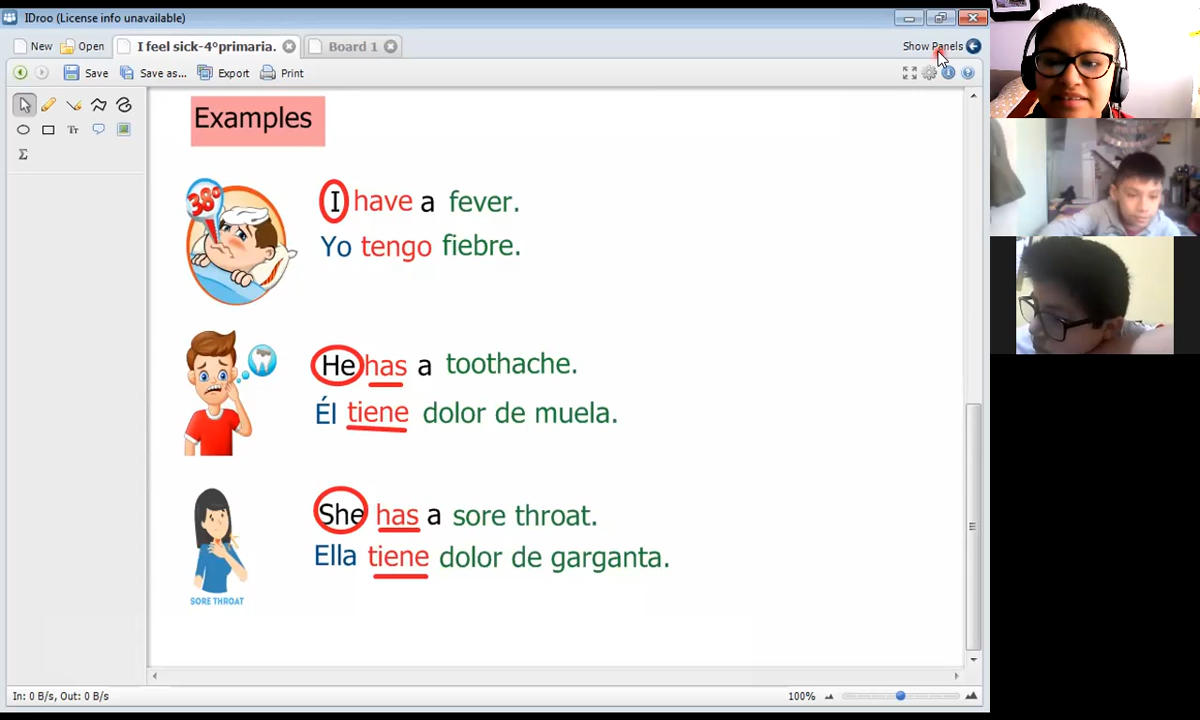 IDroo (License info unavailable)
New Open I feel sick-4°primaria. Board 1 Show Panels
Save Save as... Export Print
Tт
Σ
Examples
38º
I have a fever.
Yo tengo fiebre.
He has a toothache.
Él tiene dolor de muela.
She has a sore throat.
Ella tiene dolor de garganta.
SORE THROAT
In: 0 B/s, Out: 0 B/s 100%